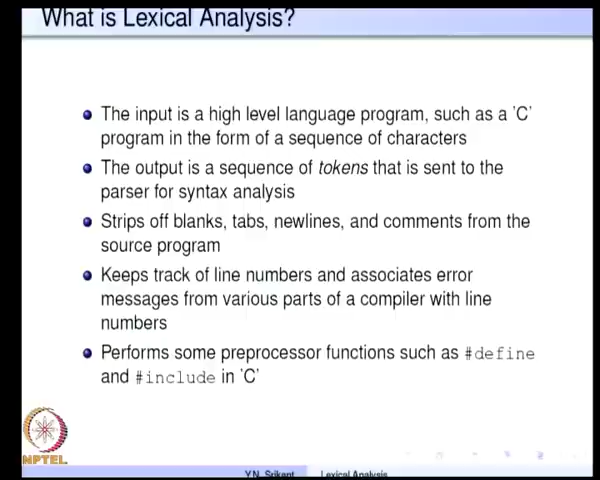 What is Lexical Analysis?
The input is a high level language program, such as a 'C'
program in the form of a sequence of characters
The output is a sequence of tokens that is sent to the
parser for syntax analysis
Strips off blanks, tabs, newlines, and comments from the
source program
Keeps track of line numbers and associates error
messages from various parts of a compiler with line
numbers
Performs some preprocessor functions such as #define
and #include in 'C'
NPTEL
Y.N. Srikant Lexical Analysis